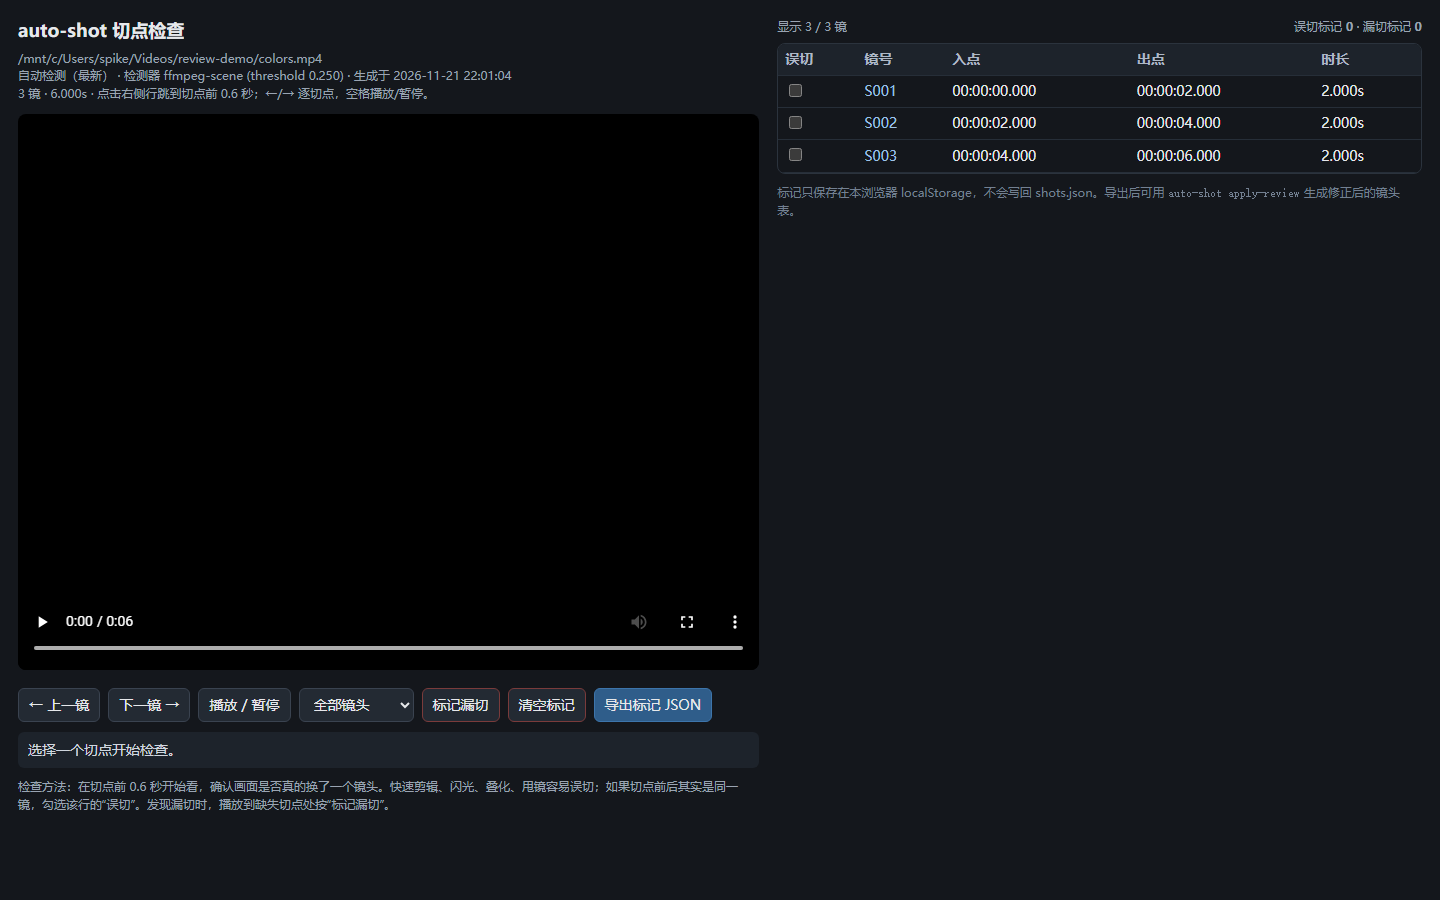 auto-shot 切点检查
/mnt/c/Users/spike/Videos/review-demo/colors.mp4
自动检测（最新） · 检测器 ffmpeg-scene (threshold 0.250) · 生成于 2026-11-21 22:01:04
3 镜 · 6.000s · 点击右侧行跳到切点前 0.6 秒；←/→ 逐切点，空格播放/暂停。
0:00 / 0:06
← 上一镜 下一镜 → 播放 / 暂停 全部镜头 标记漏切 清空标记 导出标记 JSON
选择一个切点开始检查。
检查方法：在切点前 0.6 秒开始看，确认画面是否真的换了一个镜头。快速剪辑、闪光、叠化、甩镜容易误切；如果切点前后其实是同一
镜，勾选该行的“误切”。发现漏切时，播放到缺失切点处按“标记漏切”。
显示 3 / 3 镜 误切标记 0 · 漏切标记 0
误切 镜号 入点 出点 时长
S001 00:00:00.000 00:00:02.000 2.000s
S002 00:00:02.000 00:00:04.000 2.000s
S003 00:00:04.000 00:00:06.000 2.000s
标记只保存在本浏览器 localStorage，不会写回 shots.json。导出后可用 auto-shot apply-review 生成修正后的镜头
表。